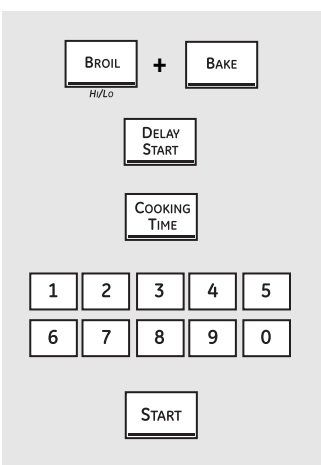 BROIL + BAKE
HI/LO
DELAY
START
COOKING
TIME
1 2 3 4 5
6 7 8 9 0
START